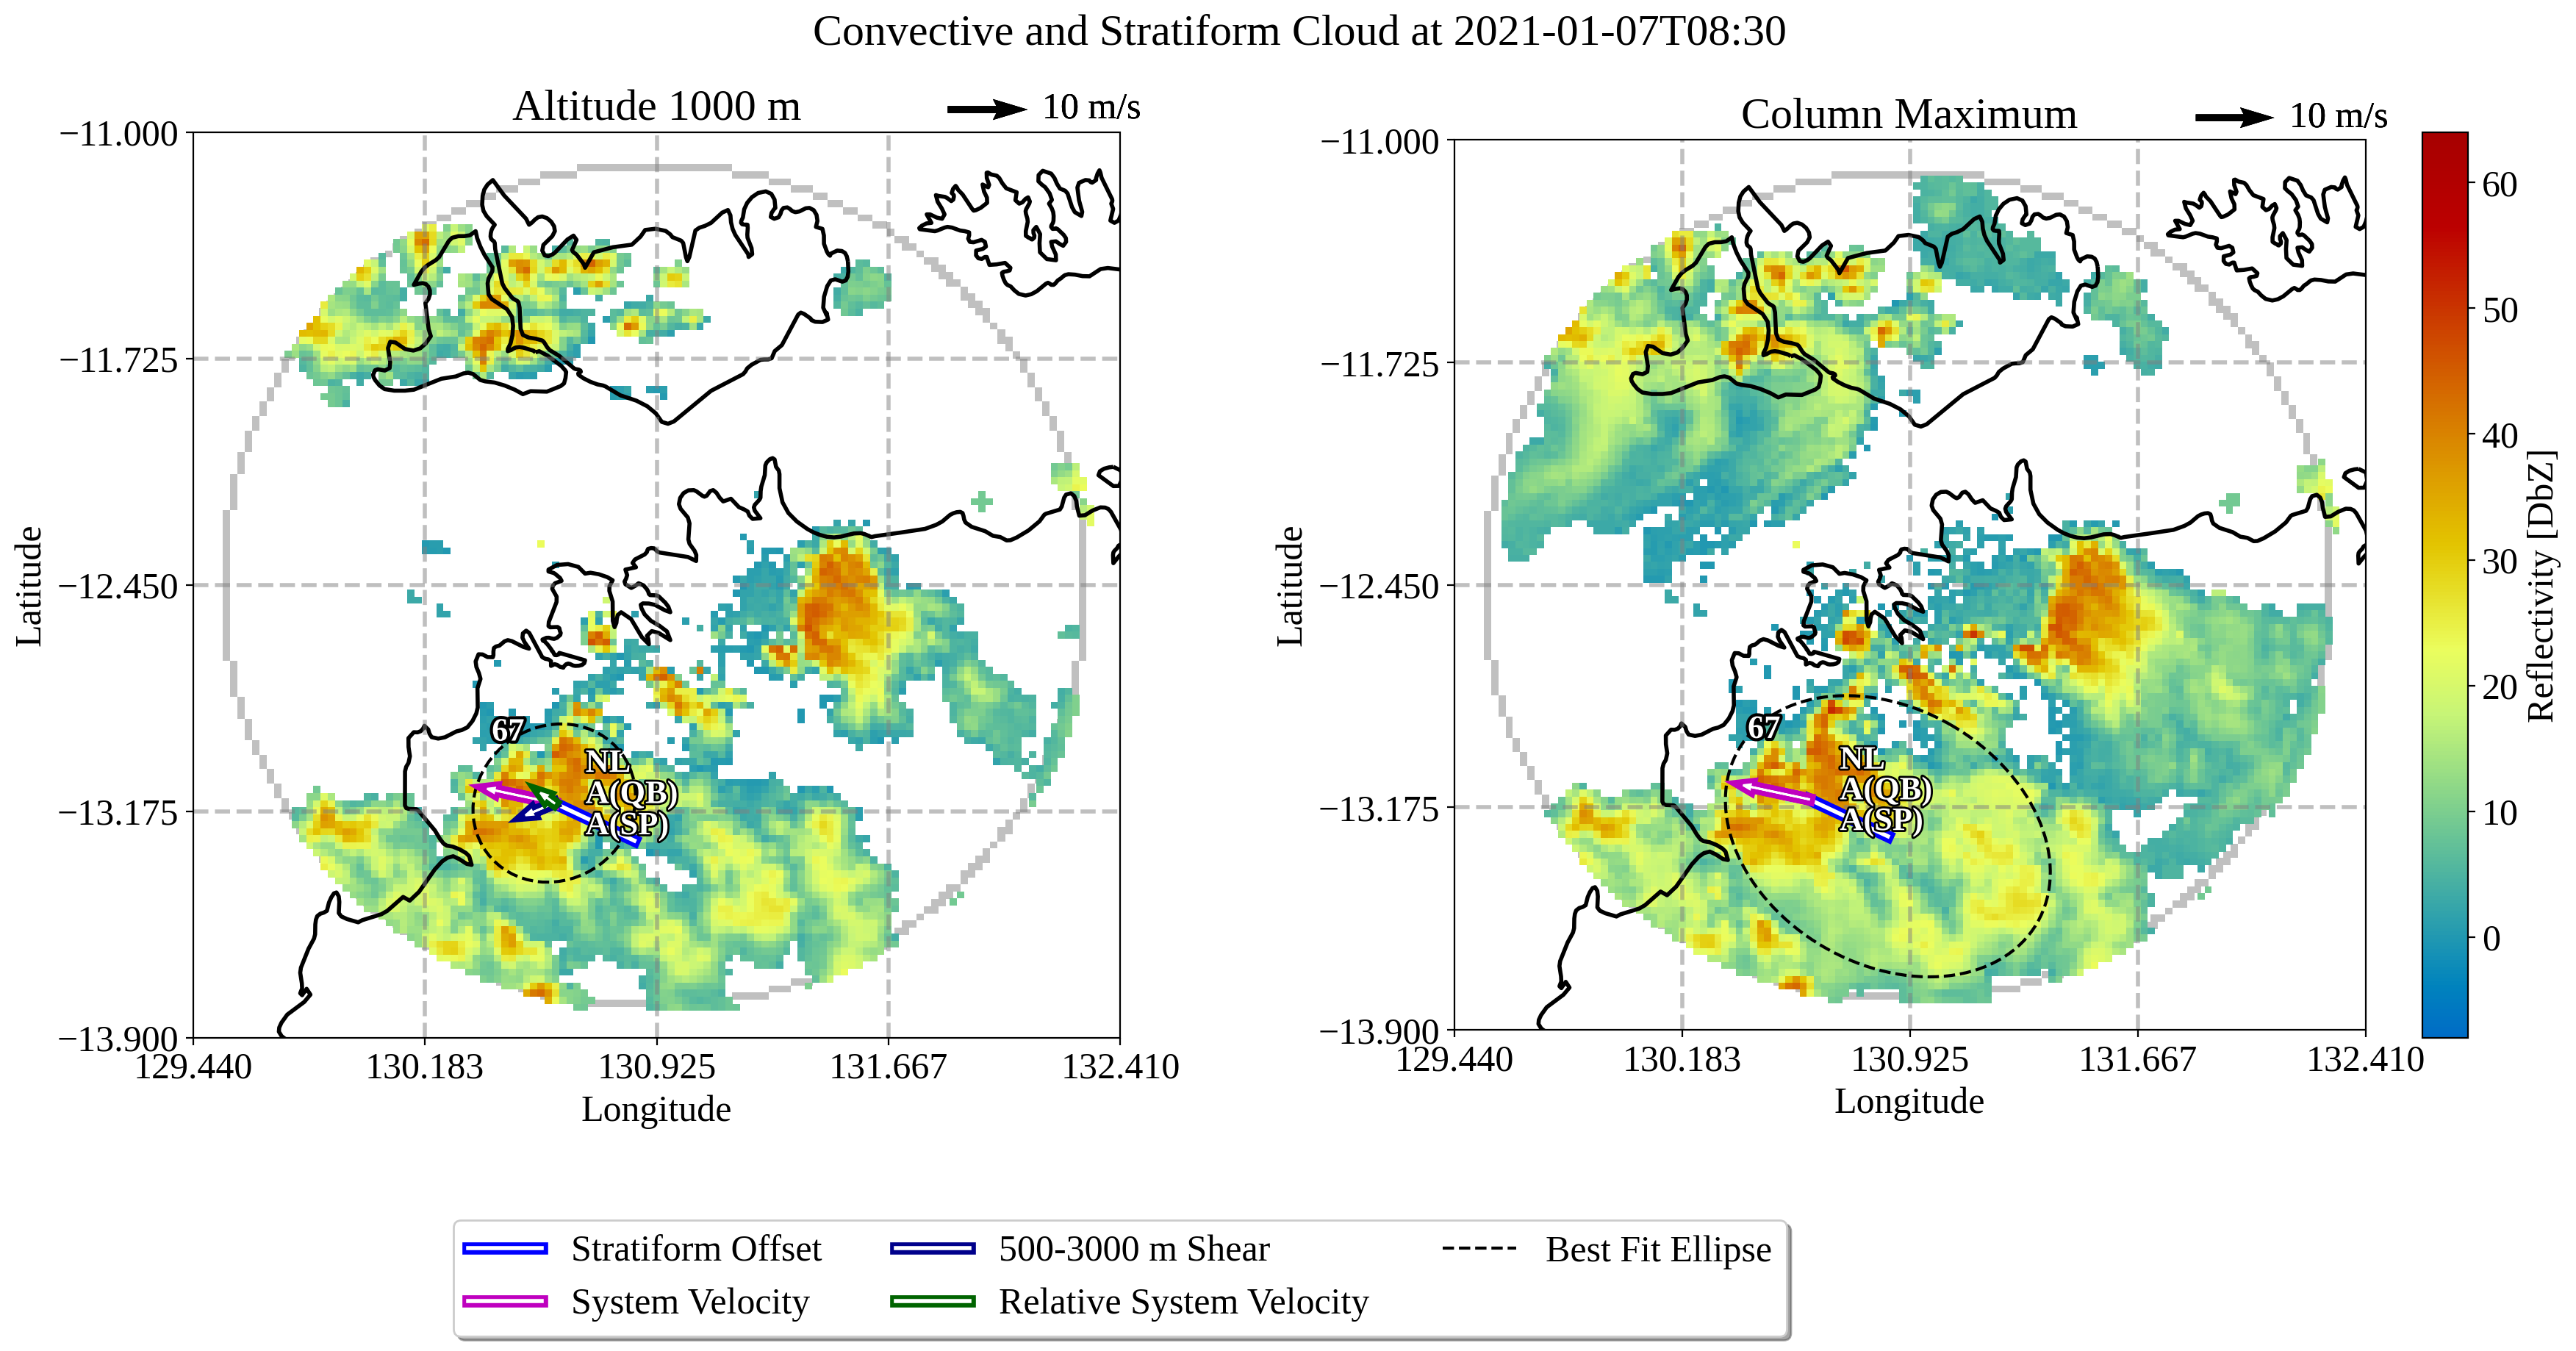 Convective and Stratiform Cloud at 2021-01-07T08:30
Altitude 1000 m
10 m/s
−11.000
−11.725
−12.450
−13.175
−13.900
Latitude
67
NL
A(QB)
A(SP)
129.440
130.183
130.925
131.667
132.410
Longitude
Column Maximum
10 m/s
−11.000
−11.725
−12.450
−13.175
−13.900
Latitude
67
NL
A(QB)
A(SP)
129.440
130.183
130.925
131.667
132.410
Longitude
60
50
40
30
20
10
0
Reflectivity [DbZ]
Stratiform Offset
System Velocity
500-3000 m Shear
Relative System Velocity
Best Fit Ellipse